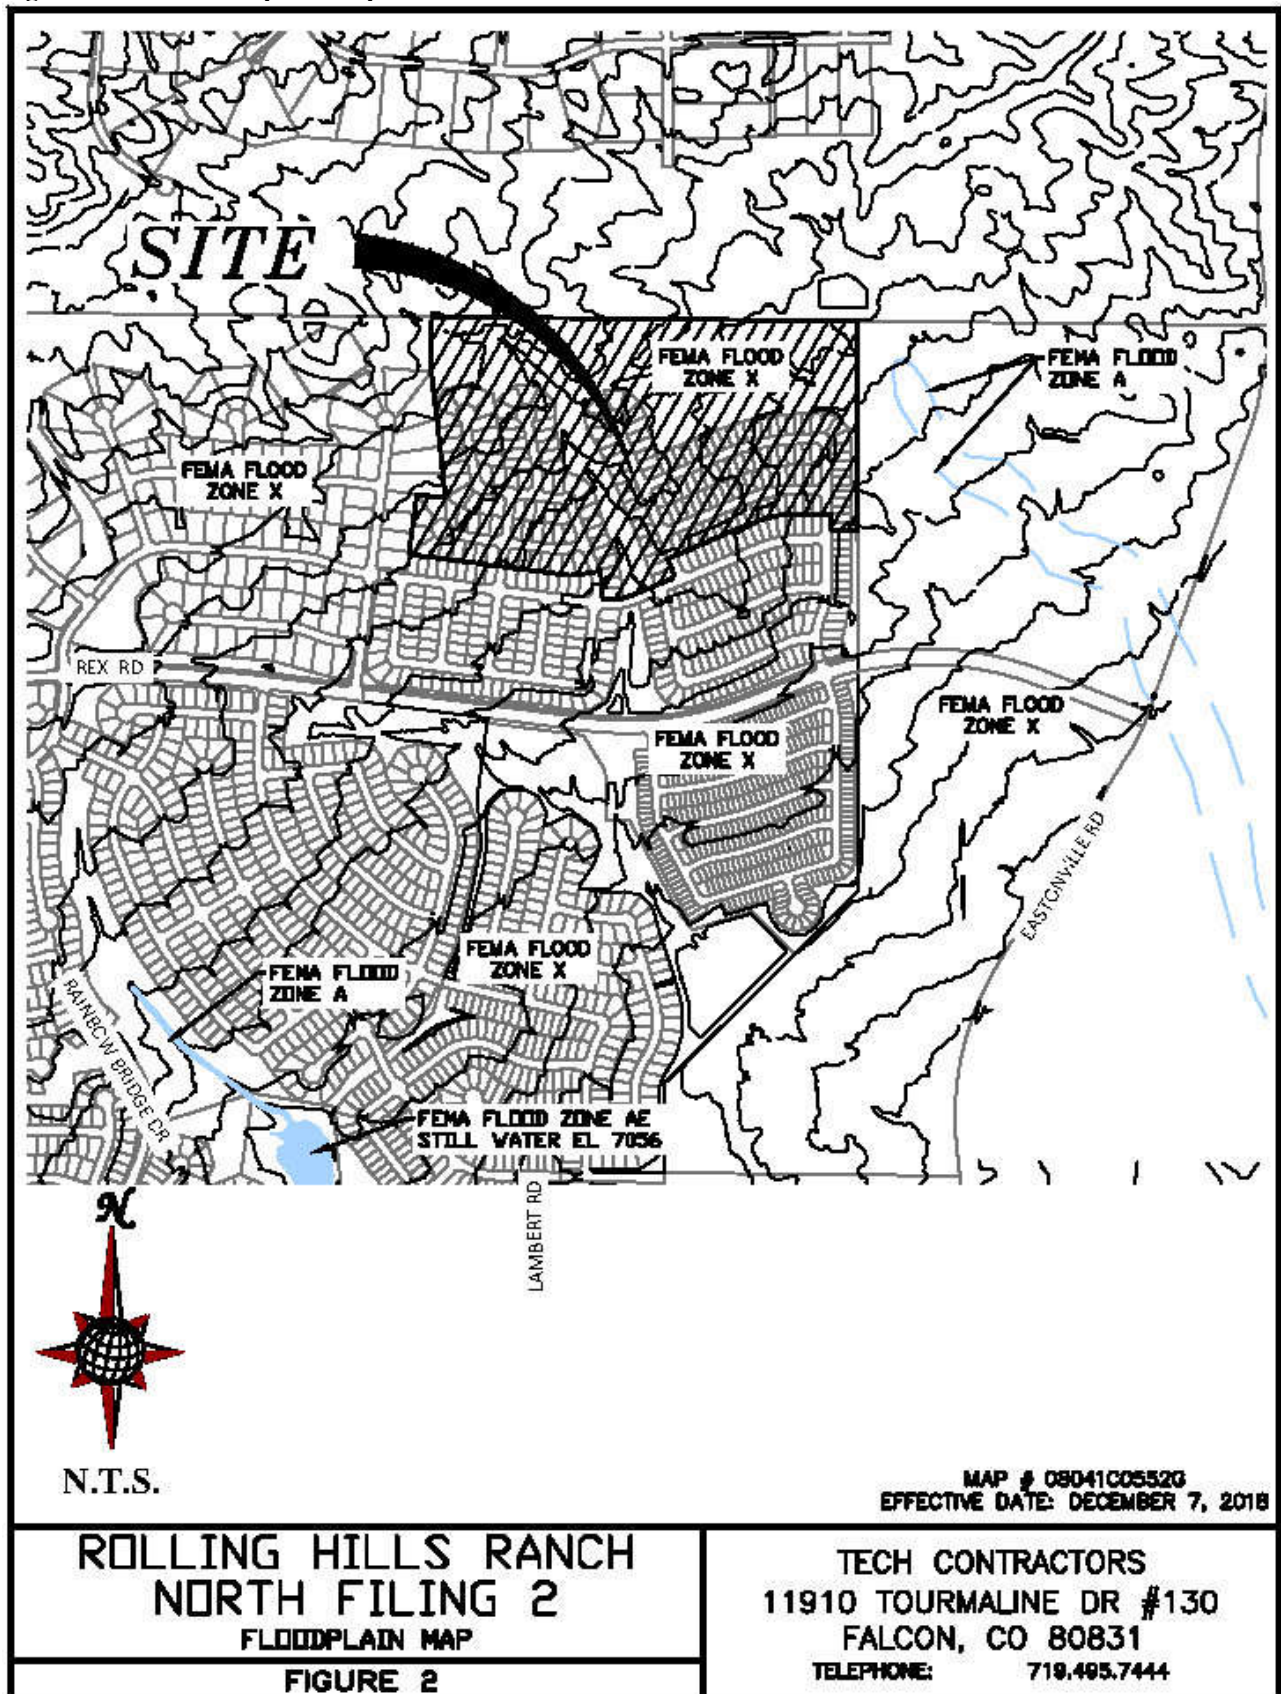 SITE
FEMA FLOOD
ZONE X
FEMA FLOOD
ZONE A
FEMA FLOOD
ZONE X
REX RD
FEMA FLOOD
ZONE X
FEMA FLOOD
ZONE X
EASTONVILLE RD
FEMA FLOOD
ZONE X
FEMA FLOOD
ZONE A
RAINBOW BRIDGE DR
FEMA FLOOD ZONE AE
STILL WATER EL 7056
LAMBERT RD
N
N.T.S.
MAP # 08041C0552G
EFFECTIVE DATE: DECEMBER 7, 2018
ROLLING HILLS RANCH
NORTH FILING 2
FLOODPLAIN MAP
FIGURE 2
TECH CONTRACTORS
11910 TOURMALINE DR #130
FALCON, CO 80831
TELEPHONE: 719.495.7444